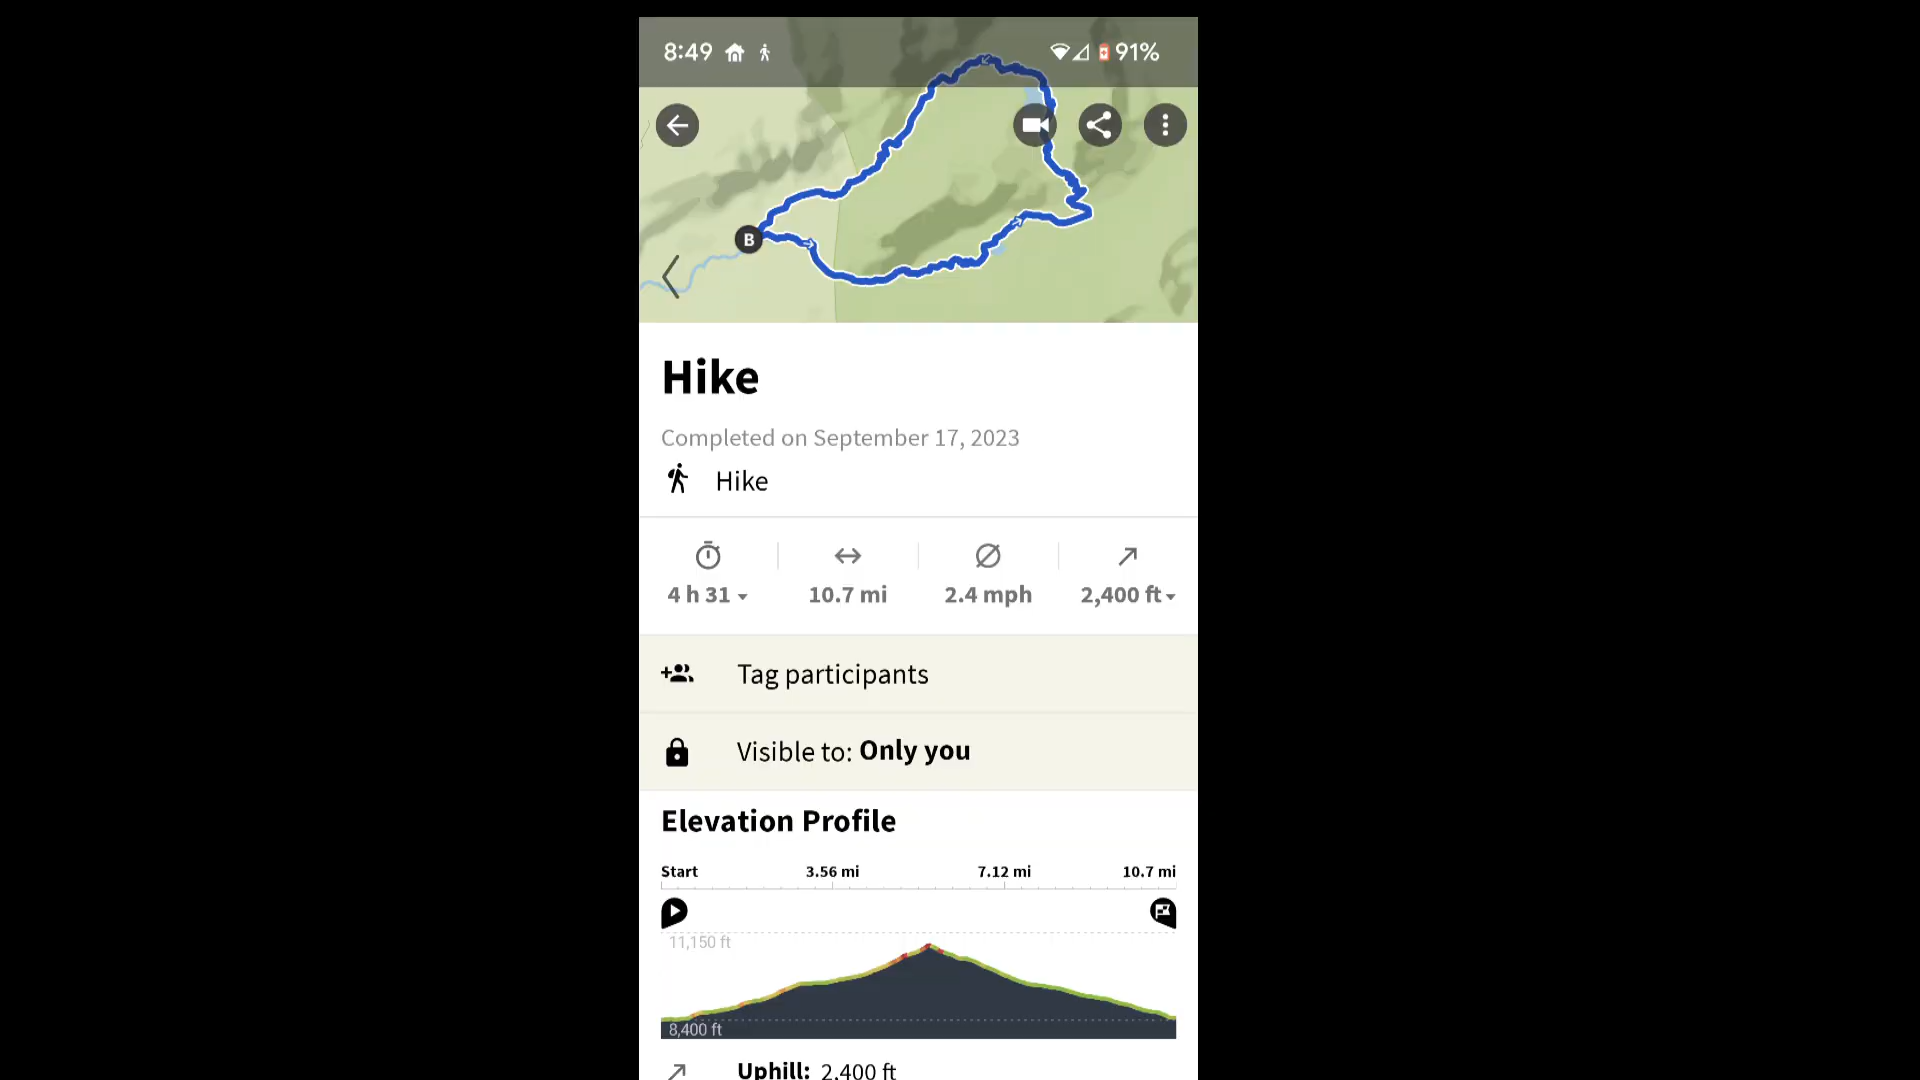 8:49 91%
B
Hike
Completed on September 17, 2023
Hike
4 h 31 10.7 mi 2.4 mph 2,400 ft
Tag participants
Visible to: Only you
Elevation Profile
Start 3.56 mi 7.12 mi 10.7 mi
11,150 ft
8,400 ft
Uphill: 2,400 ft